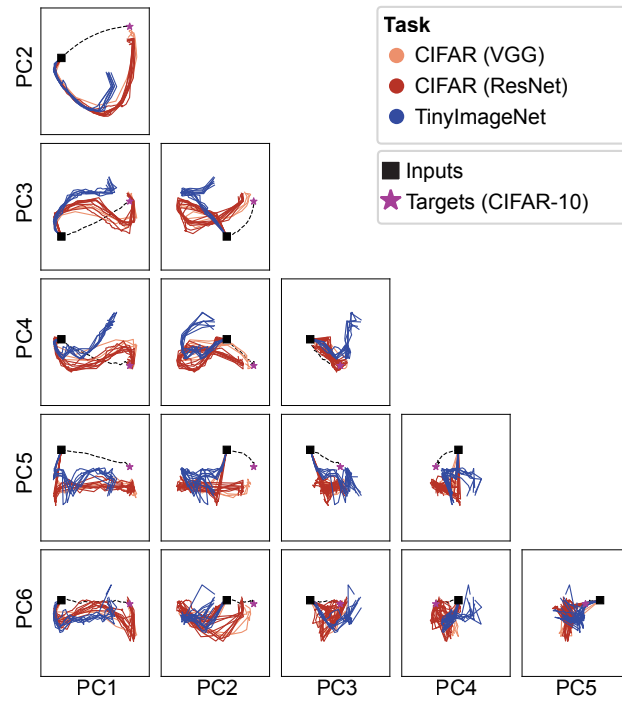 Task
CIFAR (VGG)
CIFAR (ResNet)
TinyImageNet
Inputs
Targets (CIFAR-10)
PC2
PC3
PC4
PC5
PC6
PC1
PC2
PC3
PC4
PC5